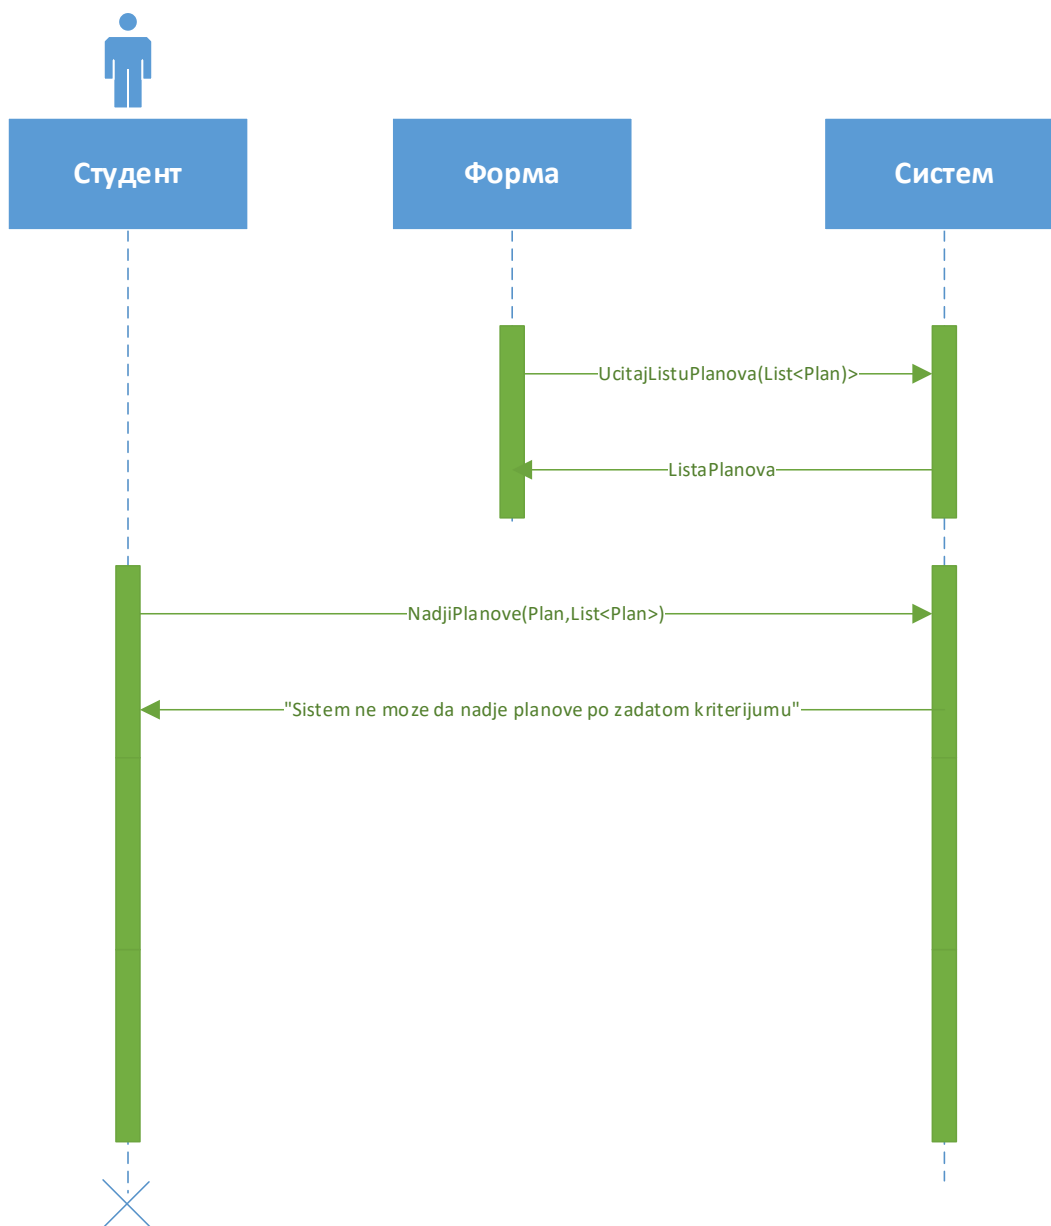 Студент
Форма
Систем
UcitajListuPlanova(List<Plan)>
ListaPlanova
NadjiPlanove(Plan,List<Plan>)
"Sistem ne moze da nadje planove po zadatom kriterijumu"